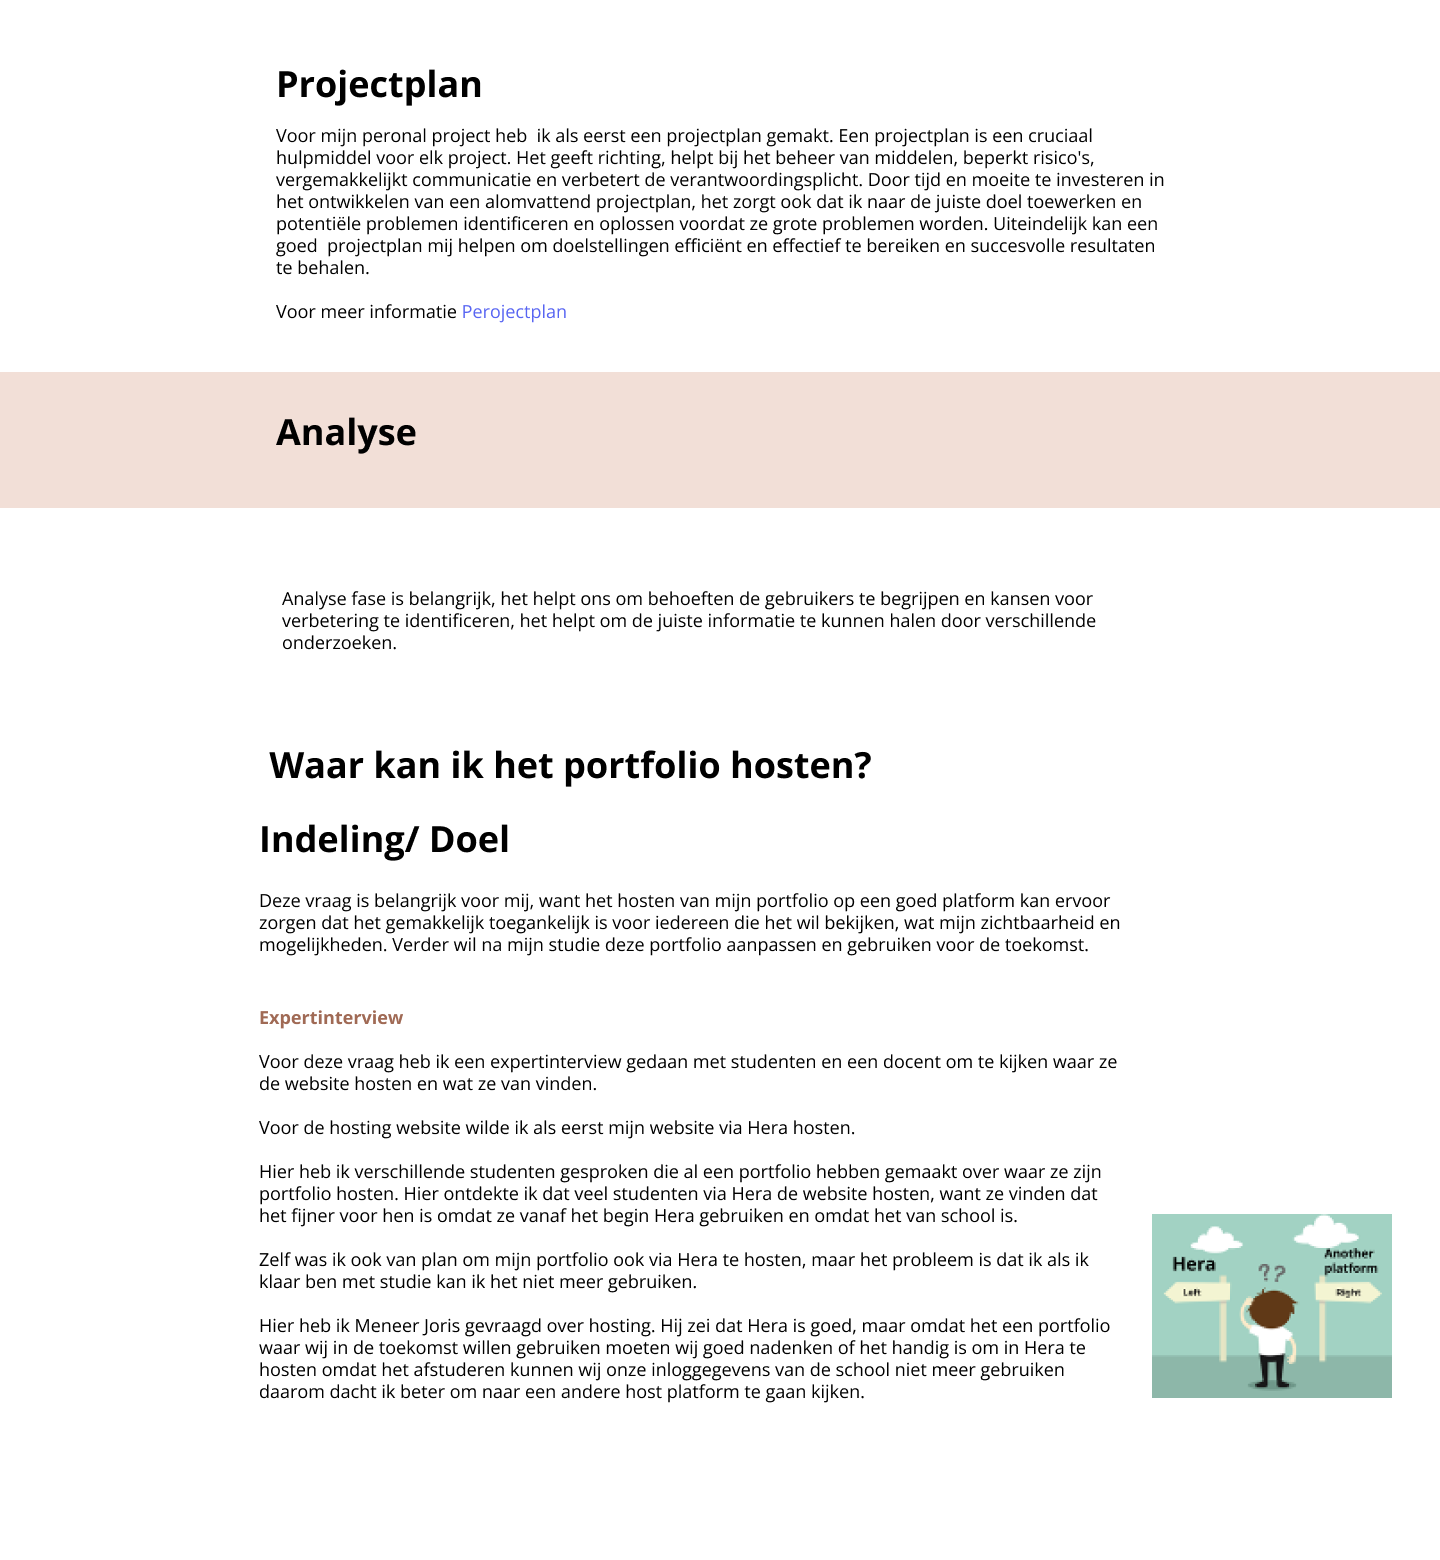 Projectplan
Voor mijn peronal project heb  ik als eerst een projectplan gemakt. Een projectplan is een cruciaal
hulpmiddel voor elk project. Het geeft richting, helpt bij het beheer van middelen, beperkt risico's,
vergemakkelijkt communicatie en verbetert de verantwoordingsplicht. Door tijd en moeite te investeren in
het ontwikkelen van een alomvattend projectplan, het zorgt ook dat ik naar de juiste doel toewerken en
potentiële problemen identificeren en oplossen voordat ze grote problemen worden. Uiteindelijk kan een
goed  projectplan mij helpen om doelstellingen efficiënt en effectief te bereiken en succesvolle resultaten
te behalen.
Voor meer informatie Perojectplan
Analyse
Analyse fase is belangrijk, het helpt ons om behoeften de gebruikers te begrijpen en kansen voor
verbetering te identificeren, het helpt om de juiste informatie te kunnen halen door verschillende
onderzoeken.
Waar kan ik het portfolio hosten?
Indeling/ Doel
Deze vraag is belangrijk voor mij, want het hosten van mijn portfolio op een goed platform kan ervoor
zorgen dat het gemakkelijk toegankelijk is voor iedereen die het wil bekijken, wat mijn zichtbaarheid en
mogelijkheden. Verder wil na mijn studie deze portfolio aanpassen en gebruiken voor de toekomst.
Expertinterview
Voor deze vraag heb ik een expertinterview gedaan met studenten en een docent om te kijken waar ze
de website hosten en wat ze van vinden.
Voor de hosting website wilde ik als eerst mijn website via Hera hosten.
Hier heb ik verschillende studenten gesproken die al een portfolio hebben gemaakt over waar ze zijn
portfolio hosten. Hier ontdekte ik dat veel studenten via Hera de website hosten, want ze vinden dat
het fijner voor hen is omdat ze vanaf het begin Hera gebruiken en omdat het van school is.
Zelf was ik ook van plan om mijn portfolio ook via Hera te hosten, maar het probleem is dat ik als ik
klaar ben met studie kan ik het niet meer gebruiken.
Hier heb ik Meneer Joris gevraagd over hosting. Hij zei dat Hera is goed, maar omdat het een portfolio
waar wij in de toekomst willen gebruiken moeten wij goed nadenken of het handig is om in Hera te
hosten omdat het afstuderen kunnen wij onze inloggegevens van de school niet meer gebruiken
daarom dacht ik beter om naar een andere host platform te gaan kijken.
Hera
Another
platform
??
Left
Right